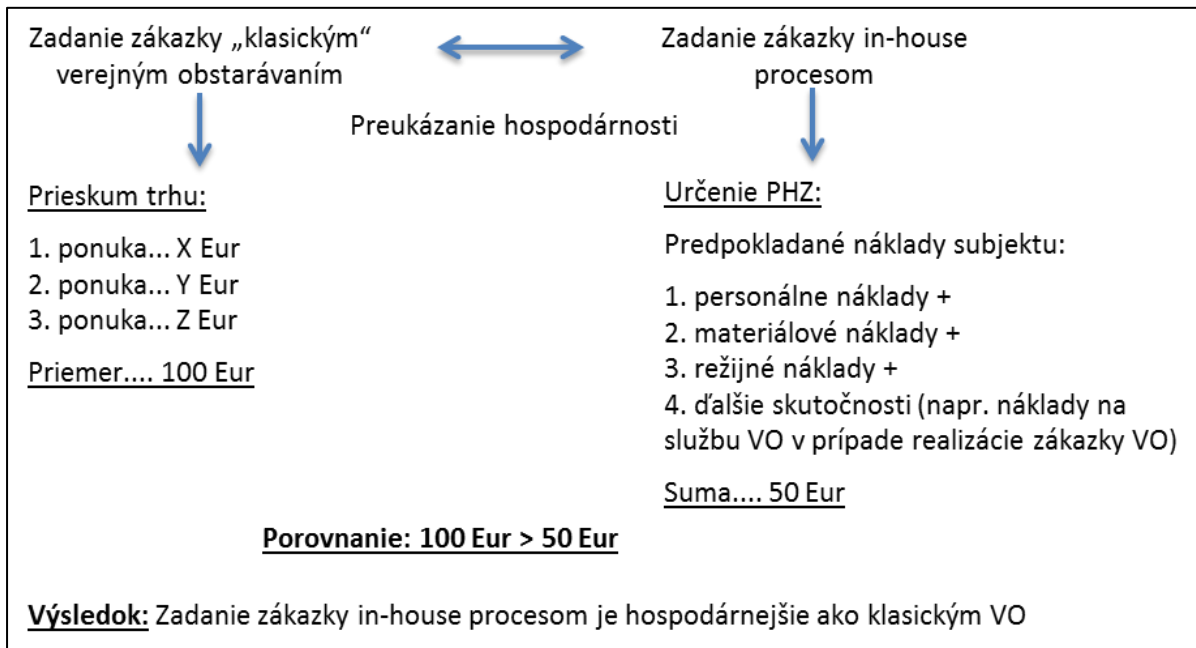 Zadanie zákazky „klasickým“
verejným obstarávaním
Zadanie zákazky in-house
procesom
Preukázanie hospodárnosti
Prieskum trhu:
1. ponuka... X Eur
2. ponuka... Y Eur
3. ponuka... Z Eur
Priemer.... 100 Eur
Určenie PHZ:
Predpokladané náklady subjektu:
1. personálne náklady +
2. materiálové náklady +
3. režijné náklady +
4. ďalšie skutočnosti (napr. náklady na
službu VO v prípade realizácie zákazky VO)
Suma.... 50 Eur
Porovnanie: 100 Eur > 50 Eur
Výsledok: Zadanie zákazky in-house procesom je hospodárnejšie ako klasickým VO